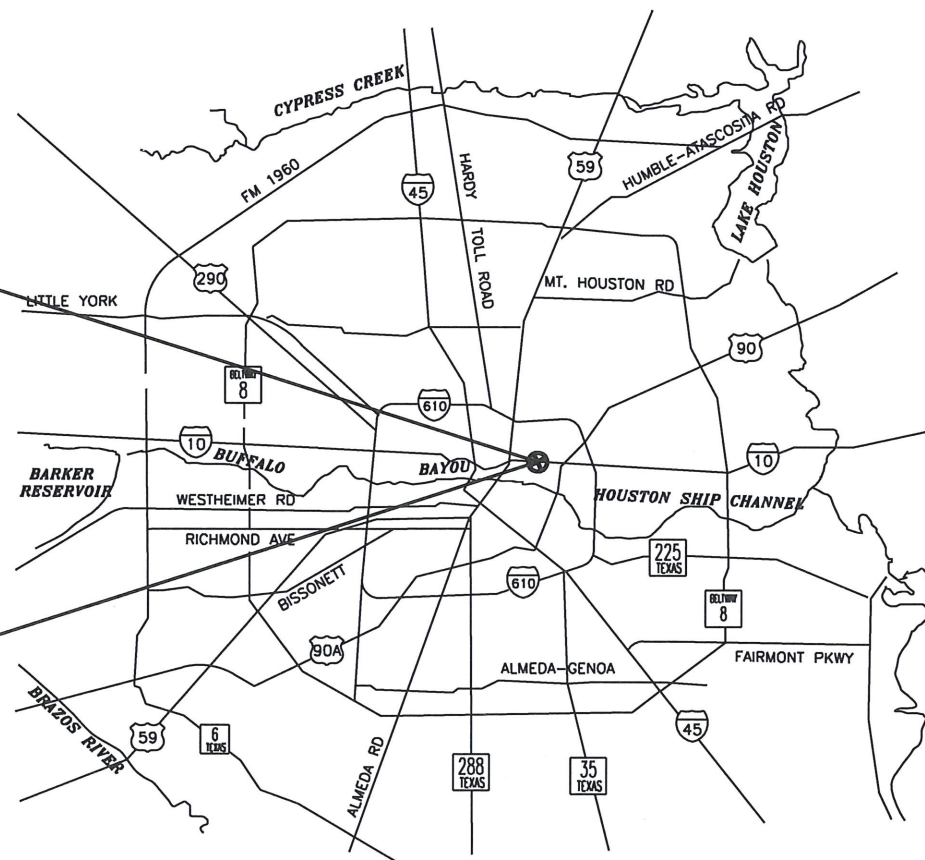 CYPRESS CREEK
HUMBLE-ATASCOSITA RD
59
FM 1960
HARDY
TOLL ROAD
45
LAKE HOUSTON
290
MT. HOUSTON RD
LITTLE YORK
90
BELTWAY
8
610
10
BUFFALO
BAYOU
10
BARKER
RESERVOIR
WESTHEIMER RD
HOUSTON SHIP CHANNEL
RICHMOND AVE
225
TEXAS
BISSONETT
610
BELTWAY
8
90A
ALMEDA-GENOA
FAIRMONT PKWY
BRAZOS RIVER
59
6
TEXAS
45
ALMEDA RD
288
TEXAS
35
TEXAS